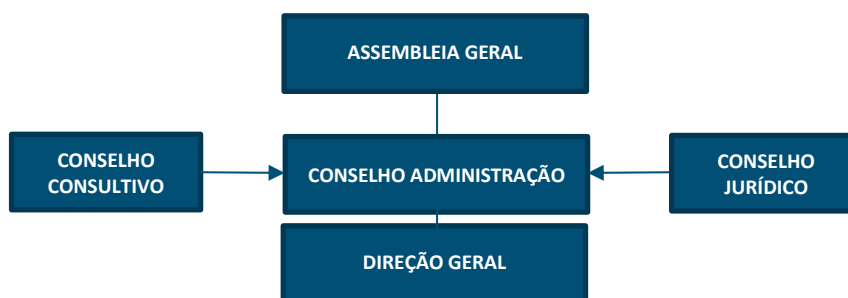 ASSEMBLEIA GERAL
CONSELHO
CONSULTIVO
CONSELHO ADMINISTRAÇÃO
CONSELHO
JURÍDICO
DIREÇÃO GERAL